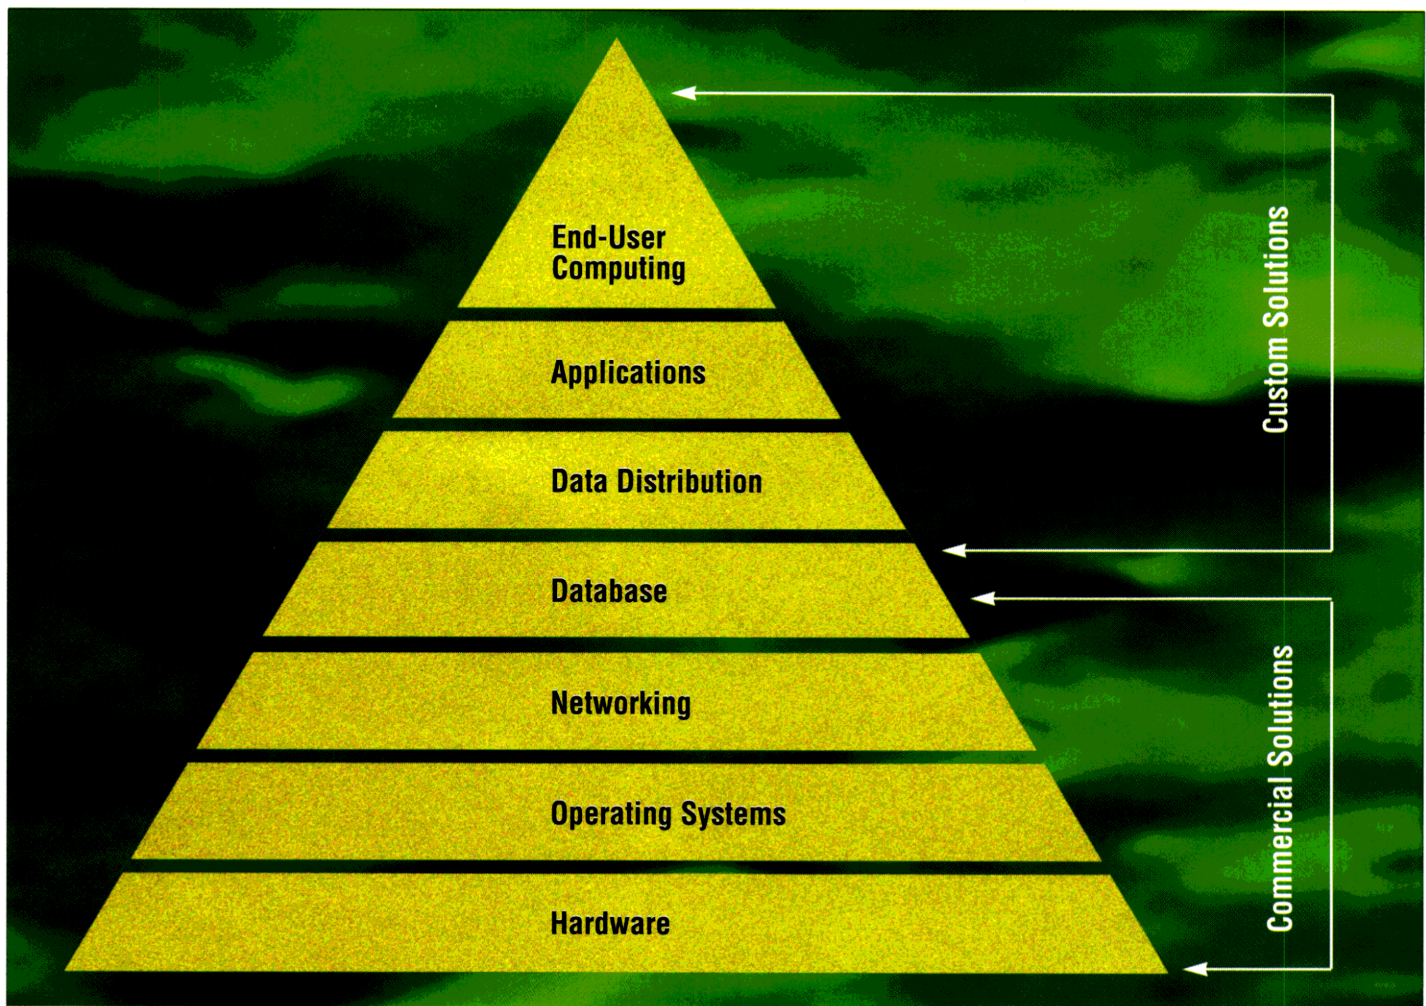 End-User
Computing
Applications
Data Distribution
Database
Networking
Operating Systems
Hardware
Custom Solutions
Commercial Solutions